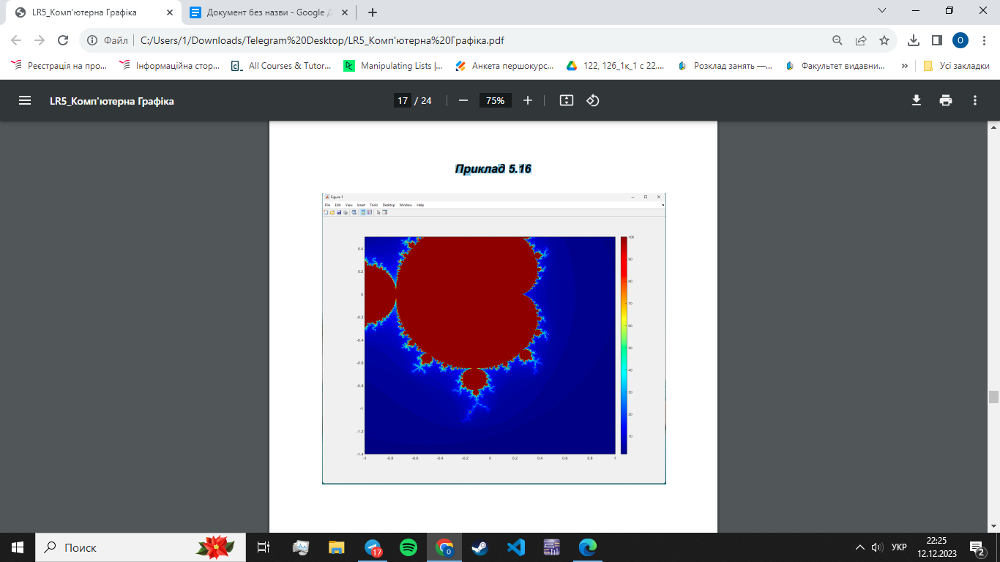 LR5_Комп'ютерна Графіка
Документ без назви - Google Д
Файл
C:/Users/1/Downloads/Telegram%20Desktop/LR5_Комп'ютерна%20Графіка.pdf
Реєстрація на про...
Інформаційна стор...
All Courses & Tutor...
Manipulating Lists |...
Анкета першокурс...
122, 126_1к_1 с 22....
Розклад занять —...
Факультет видавни...
»
Усі закладки
LR5_Комп'ютерна Графіка
17 / 24
75%
Приклад 5.16
Figure 1
File Edit View Insert Tools Desktop Window Help
0.4
0.2
0
-0.2
-0.4
-0.6
-0.8
-1
-1.2
-1.4
-1 -0.8 -0.6 -0.4 -0.2 0 0.2 0.4 0.6 0.8 1
100
90
80
70
60
50
40
30
20
10
Поиск
17
УКР
22:25
12.12.2023
2